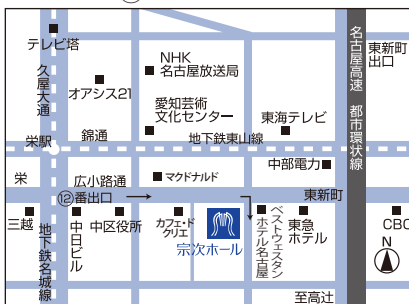 テレビ塔
久屋大通
オアシス21
NHK
名古屋放送局
愛知芸術
文化センター
東海テレビ
名古屋高速 都市環状線
東新町
出口
栄駅
錦通
地下鉄東山線
中部電力
栄
広小路通
マクドナルド
⑫番出口
東新町
三越
地下鉄名城線
中日ビル
中区役所
カフェ・ド
クリエ
宗次ホール
ベストウェスタン
ホテル名古屋
東急
ホテル
CBC
N
至高辻